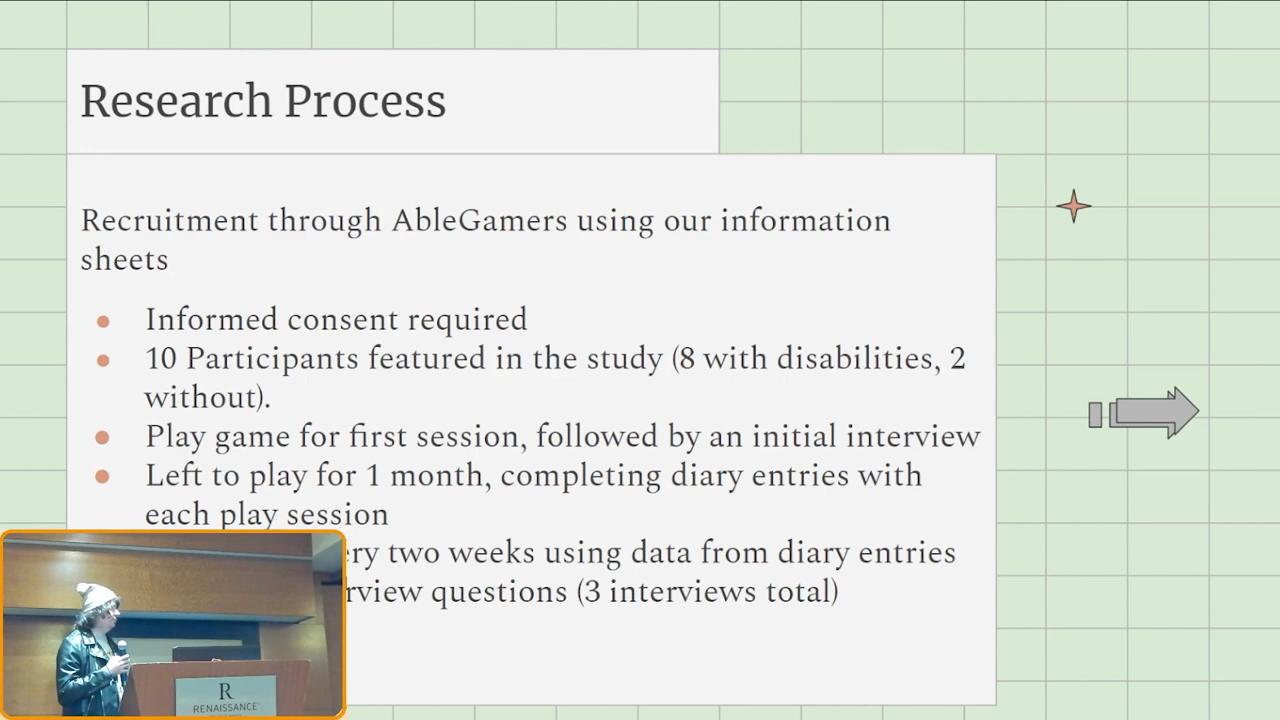 Research Process
Recruitment through AbleGamers using our information
sheets
Informed consent required
10 Participants featured in the study (8 with disabilities, 2
without).
Play game for first session, followed by an initial interview
Left to play for 1 month, completing diary entries with
each play session
two weeks using data from diary entries
questions (3 interviews total)
R
RENAISSANCE